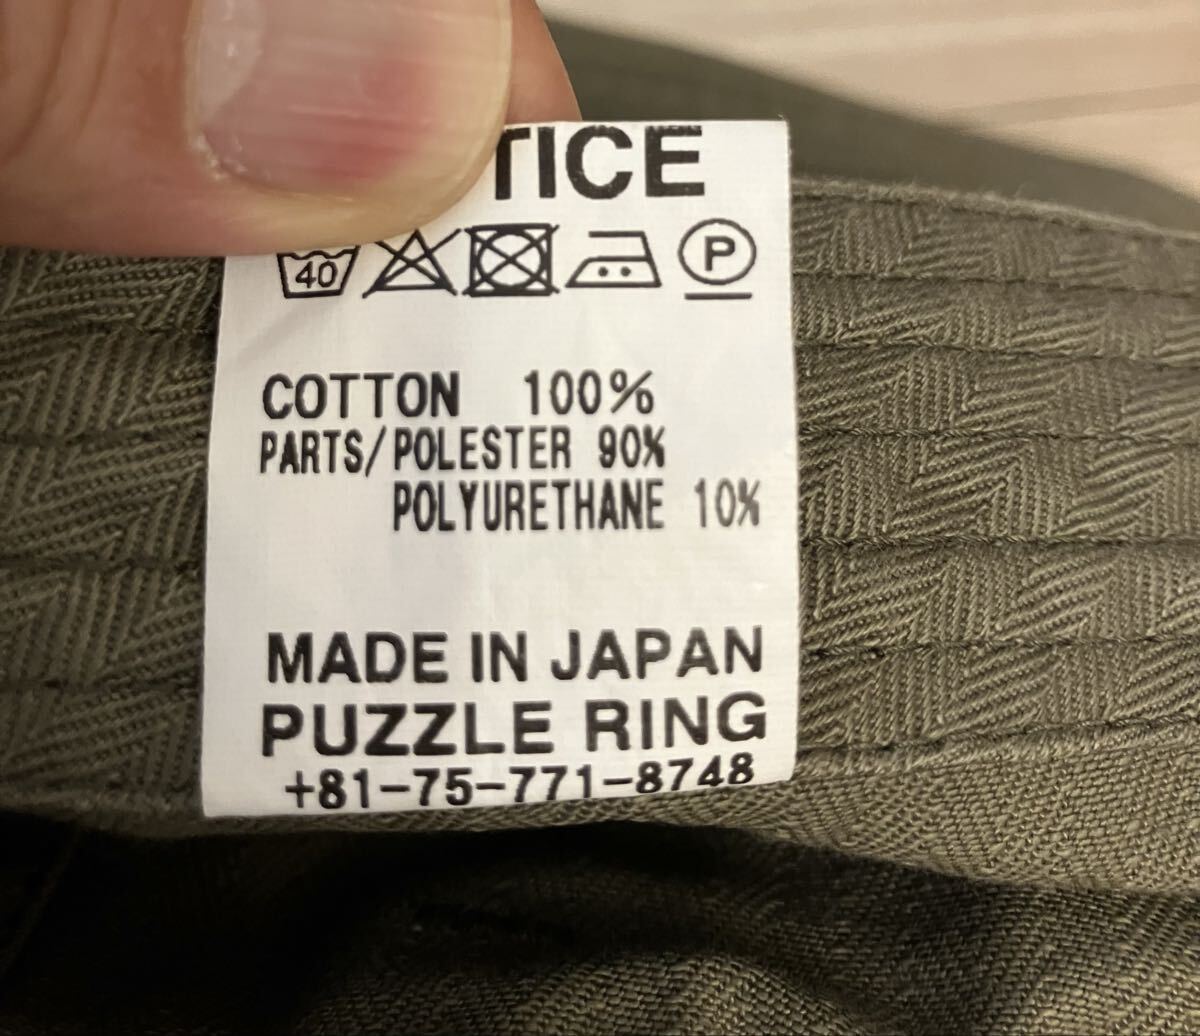 TICE
40 P
COTTON 100%
PARTS/POLESTER 90%
POLYURETHANE 10%
MADE IN JAPAN
PUZZLE RING
+81-75-771-8748